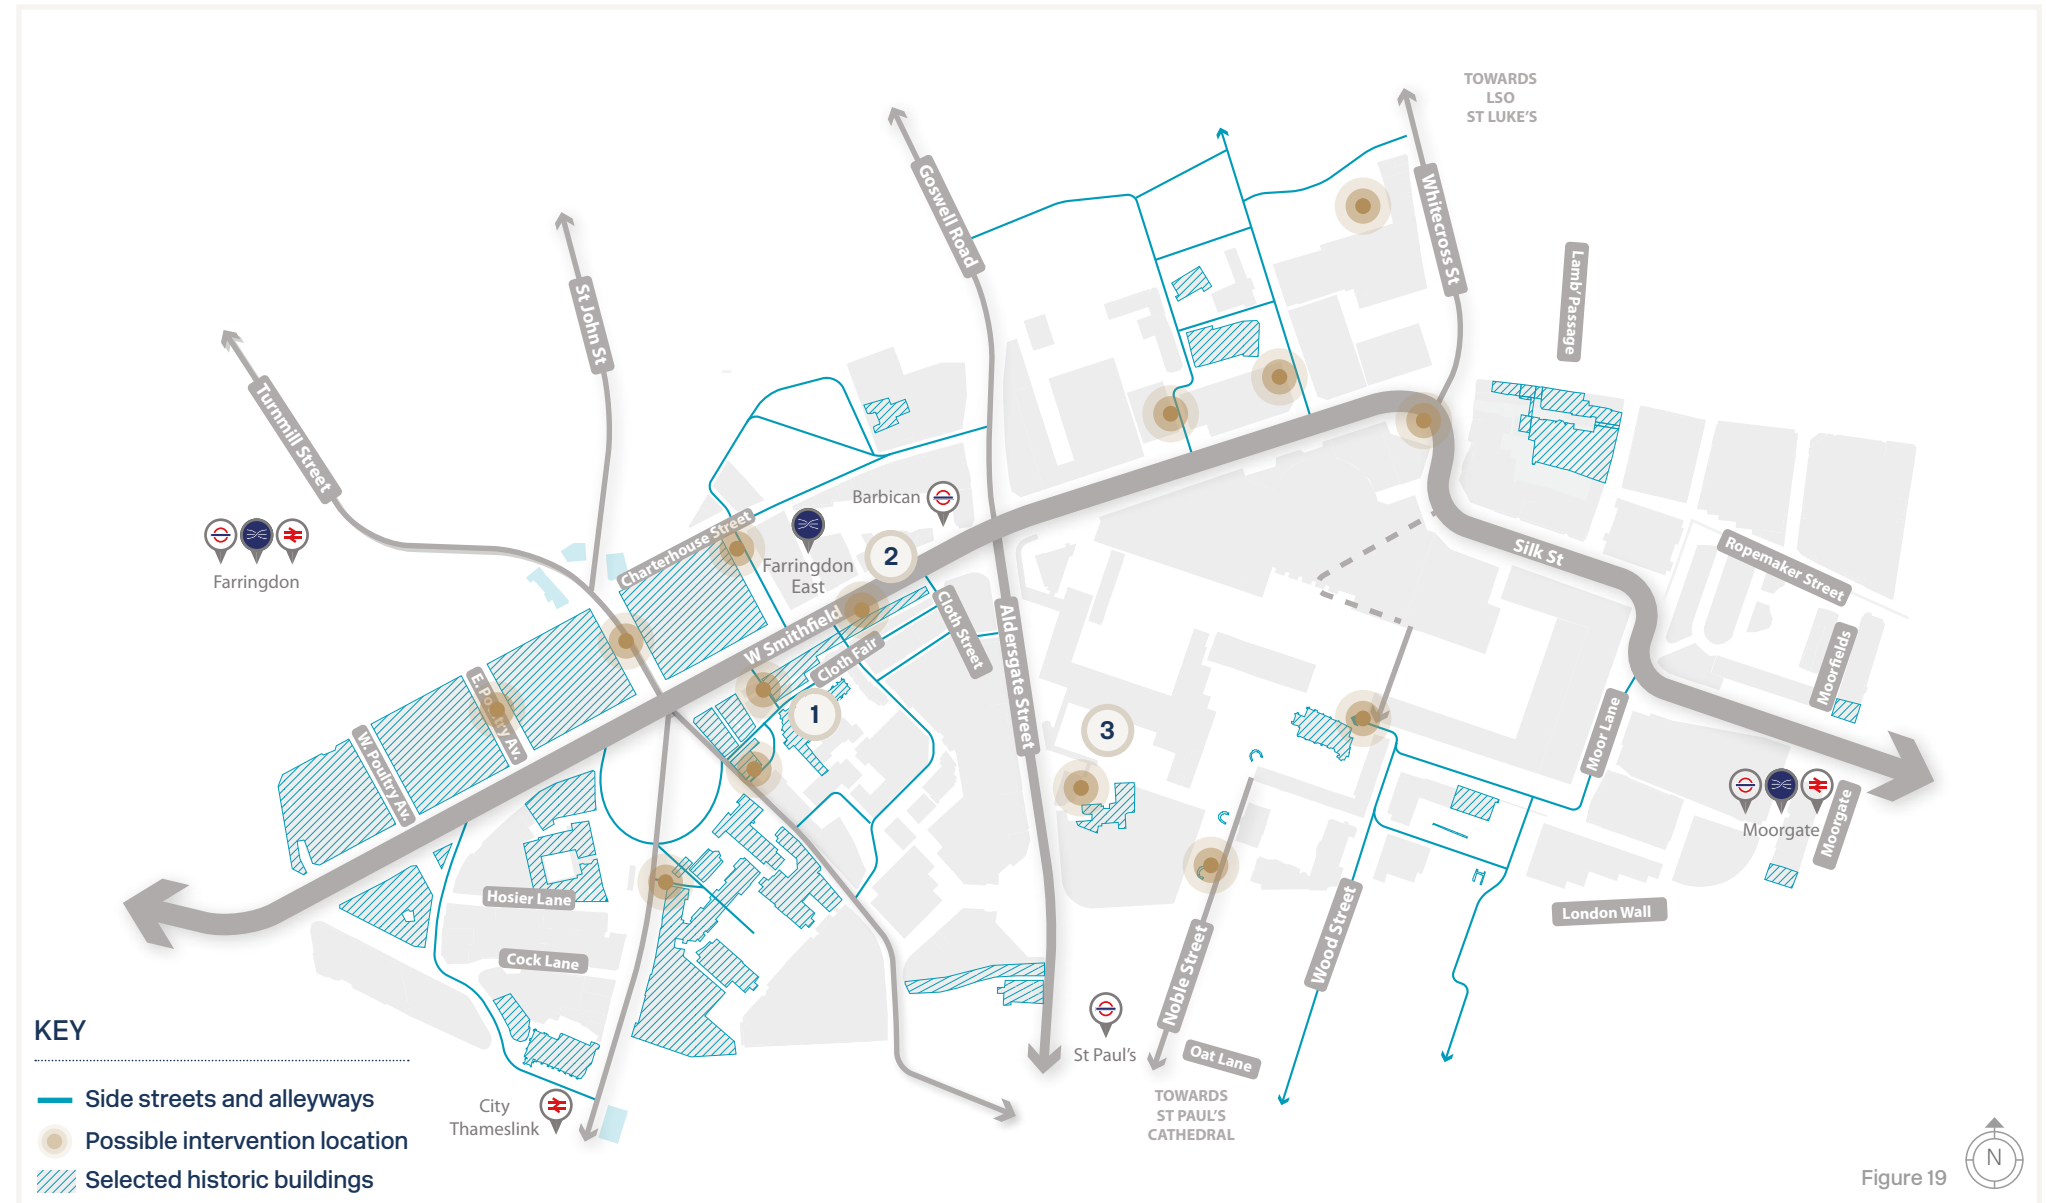 TOWARDS
LSO
ST LUKE'S
Goswell Road
Whitecross St
St John St
Lamb' Passage
Turnmill Street
Barbican
Charterhouse Street
Farringdon
Farringdon
East
2
Silk St
Ropemaker Street
W Smithfield
Cloth Street
Cloth Fair
Aldersgate Street
Moorfields
E. Poultry Av.
1
3
W. Poultry Av.
Moor Lane
Moorgate
Moorgate
Hosier Lane
Cock Lane
London Wall
Wood Street
Noble Street
St Paul's
Oat Lane
TOWARDS
ST PAUL'S
CATHEDRAL
City
Thameslink
KEY
Side streets and alleyways
Possible intervention location
Selected historic buildings
Figure 19
N